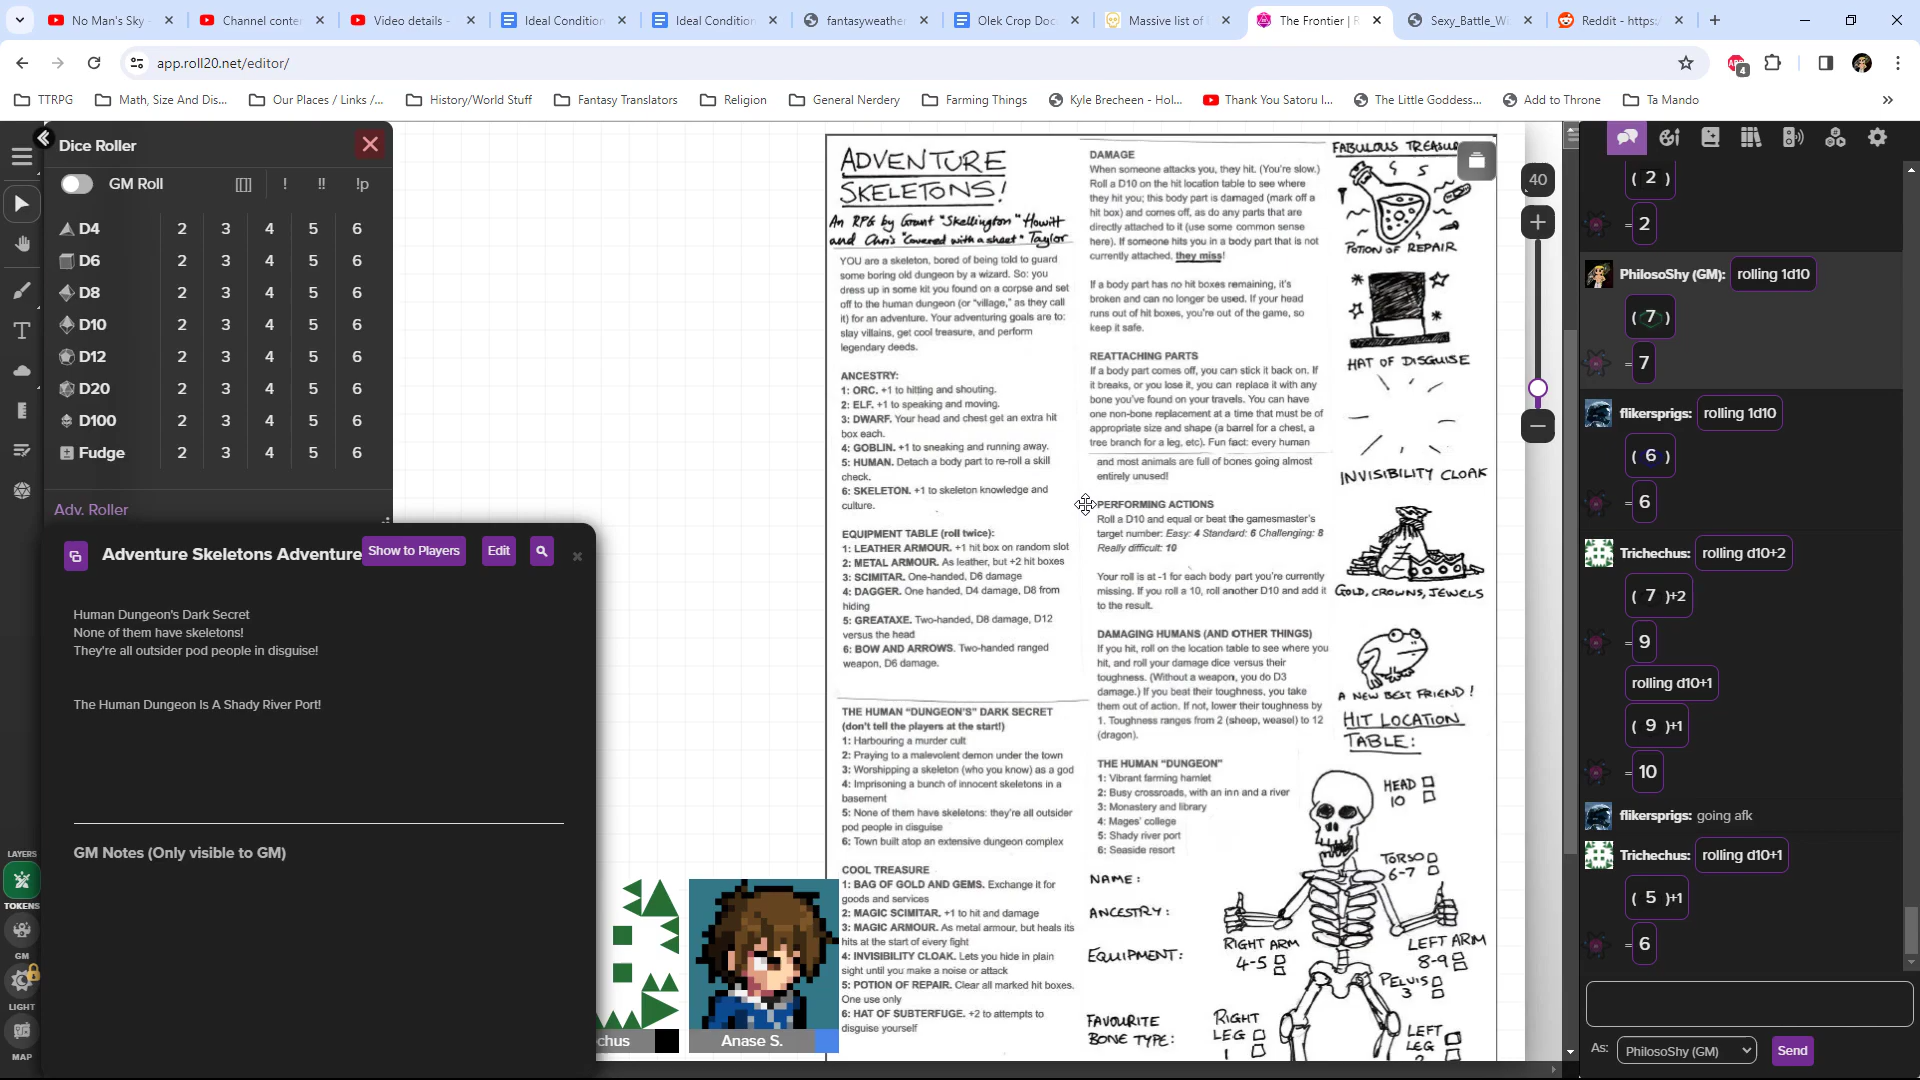 No Man's Sky -
Channel conte
Video details -
Ideal Condition
Ideal Condition
fantasyweather
Olek Crop Doc
Massive list of
The Frontier | R
Sexy_Battle_Wi
Reddit - https:/
app.roll20.net/editor/
4
TTRPG
Math, Size And Dis...
Our Places / Links /...
History/World Stuff
Fantasy Translators
Religion
General Nerdery
Farming Things
Kyle Brecheen - Hol...
Thank You Satoru I...
The Little Goddess...
Add to Throne
Ta Mando
Dice Roller
GM Roll
[[]] ! !! !p
D4 2 3 4 5 6
D6 2 3 4 5 6
D8 2 3 4 5 6
D10 2 3 4 5 6
D12 2 3 4 5 6
D20 2 3 4 5 6
D100 2 3 4 5 6
Fudge 2 3 4 5 6
Adv. Roller
Adventure Skeletons Adventure
Show to Players
Edit
Human Dungeon's Dark Secret
None of them have skeletons!
They're all outsider pod people in disguise!
The Human Dungeon Is A Shady River Port!
GM Notes (Only visible to GM)
LAYERS
TOKENS
GM
LIGHT
MAP
chus
Anase S.
ADVENTURE
SKELETONS!
An RPG by Grant "Skellington" Howitt
and Chris "Covered with a sheet" Taylor
YOU are a skeleton, bored of being told to guard
some boring old dungeon by a wizard. So: you
dress up in some kit you found on a corpse and set
off to the human dungeon (or "village," as they call
it) for an adventure. Your adventuring goals are to:
slay villains, get cool treasure, and perform
legendary deeds.
ANCESTRY:
1: ORC. +1 to hitting and shouting.
2: ELF. +1 to speaking and moving.
3: DWARF. Your head and chest get an extra hit
box each.
4: GOBLIN. +1 to sneaking and running away.
5: HUMAN. Detach a body part to re-roll a skill
check.
6: SKELETON. +1 to skeleton knowledge and
culture.
EQUIPMENT TABLE (roll twice):
1: LEATHER ARMOUR. +1 hit box on random slot
2: METAL ARMOUR. As leather, but +2 hit boxes
3: SCIMITAR. One-handed, D6 damage
4: DAGGER. One handed, D4 damage, D8 from
hiding
5: GREATAXE. Two-handed, D8 damage, D12
versus the head
6: BOW AND ARROWS. Two-handed ranged
weapon, D6 damage.
THE HUMAN "DUNGEON'S" DARK SECRET
(don't tell the players at the start!)
1: Harbouring a murder cult
2: Praying to a malevolent demon under the town
3: Worshipping a skeleton (who you know) as a god
4: Imprisoning a bunch of innocent skeletons in a
basement
5: None of them have skeletons: they're all outsider
pod people in disguise
6: Town built atop an extensive dungeon complex
COOL TREASURE
1: BAG OF GOLD AND GEMS. Exchange it for
goods and services
2: MAGIC SCIMITAR. +1 to hit and damage
3: MAGIC ARMOUR. As metal armour, but heals its
hits at the start of every fight
4: INVISIBILITY CLOAK. Lets you hide in plain
sight until you make a noise or attack
5: POTION OF REPAIR. Clear all marked hit boxes.
One use only
6: HAT OF SUBTERFUGE. +2 to attempts to
disguise yourself
DAMAGE
When someone attacks you, they hit. (You're slow.)
Roll a D10 on the hit location table to see where
they hit you; this body part is damaged (mark off a
hit box) and comes off, as do any parts that are
directly attached to it (use some common sense
here). If someone hits you in a body part that is not
currently attached, they miss!
If a body part has no hit boxes remaining, it's
broken and can no longer be used. If your head
runs out of hit boxes, you're out of the game, so
keep it safe.
REATTACHING PARTS
If a body part comes off, you can stick it back on. If
it breaks, or you lose it, you can replace it with any
bone you've found on your travels. You can have
one non-bone replacement at a time that must be of
appropriate size and shape (a barrel for a chest, a
tree branch for a leg, etc). Fun fact: every human
and most animals are full of bones going almost
entirely unused!
PERFORMING ACTIONS
Roll a D10 and equal or beat the gamesmaster's
target number: Easy: 4 Standard: 6 Challenging: 8
Really difficult: 10
Your roll is at -1 for each body part you're currently
missing. If you roll a 10, roll another D10 and add it
to the result.
DAMAGING HUMANS (AND OTHER THINGS)
If you hit, roll on the location table to see where you
hit, and roll your damage dice versus their
toughness. (Without a weapon, you do D3
damage.) If you beat their toughness, you take
them out of action. If not, lower their toughness by
1. Toughness ranges from 2 (sheep, weasel) to 12
(dragon).
THE HUMAN "DUNGEON"
1: Vibrant farming hamlet
2: Busy crossroads, with an inn and a river
3: Monastery and library
4: Mages' college
5: Shady river port
6: Seaside resort
NAME:
ANCESTRY:
EQUIPMENT:
FAVOURITE
BONE TYPE:
FABULOUS TREASU
POTION OF REPAIR
HAT OF DISGUISE
INVISIBILITY CLOAK
GOLD, CROWNS, JEWELS
A NEW BEST FRIEND!
HIT LOCATION
TABLE:
HEAD
10
TORSO
6-7
RIGHT ARM
4-5
LEFT ARM
8-9
PELVIS
3
RIGHT
LEG
1
LEFT
LEG
40
( 2 )
=2
PhilosoShy (GM): rolling 1d10
( 7 )
=7
flikersprigs: rolling 1d10
( 6 )
=6
Trichechus: rolling d10+2
( 7 )+2
=9
rolling d10+1
( 9 )+1
=10
flikersprigs: going afk
Trichechus: rolling d10+1
( 5 )+1
=6
As: PhilosoShy (GM)
Send